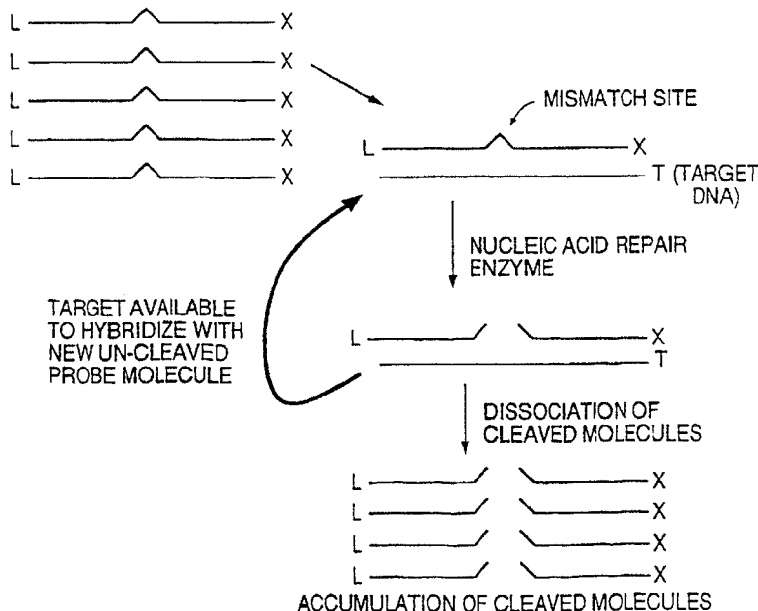 L X
L X
L X
L X
L X
MISMATCH SITE
L X
T (TARGET
DNA)
NUCLEIC ACID REPAIR
ENZYME
TARGET AVAILABLE
TO HYBRIDIZE WITH
NEW UN-CLEAVED
PROBE MOLECULE
L X
T
DISSOCIATION OF
CLEAVED MOLECULES
L X
L X
L X
L X
ACCUMULATION OF CLEAVED MOLECULES